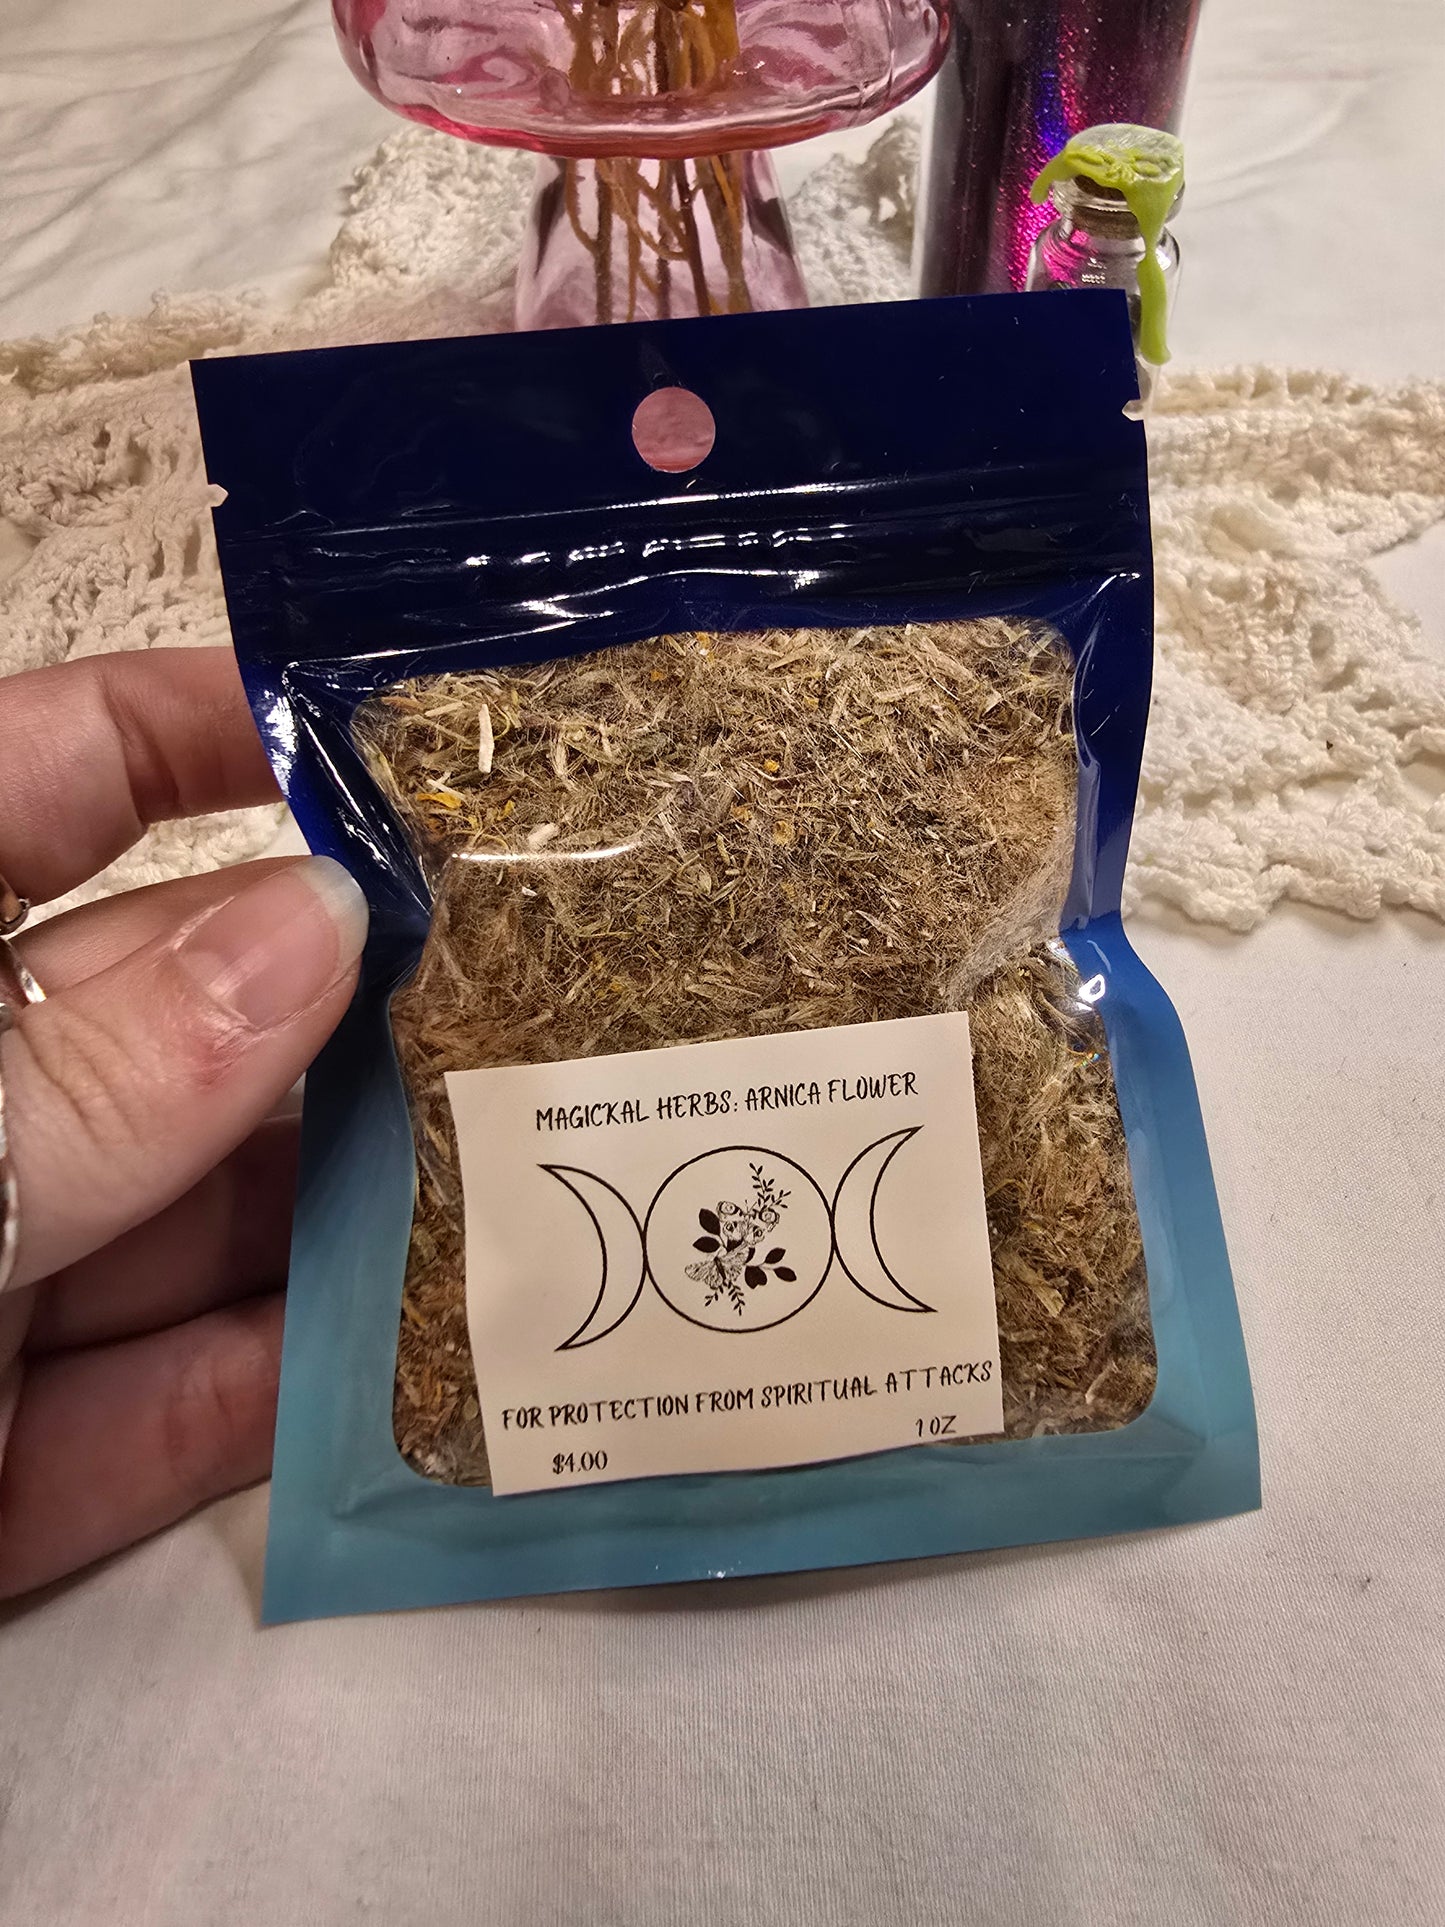 MAGICKAL HERBS: ARNICA FLOWER
FOR PROTECTION FROM SPIRITUAL ATTACKS
1 OZ
$4.00